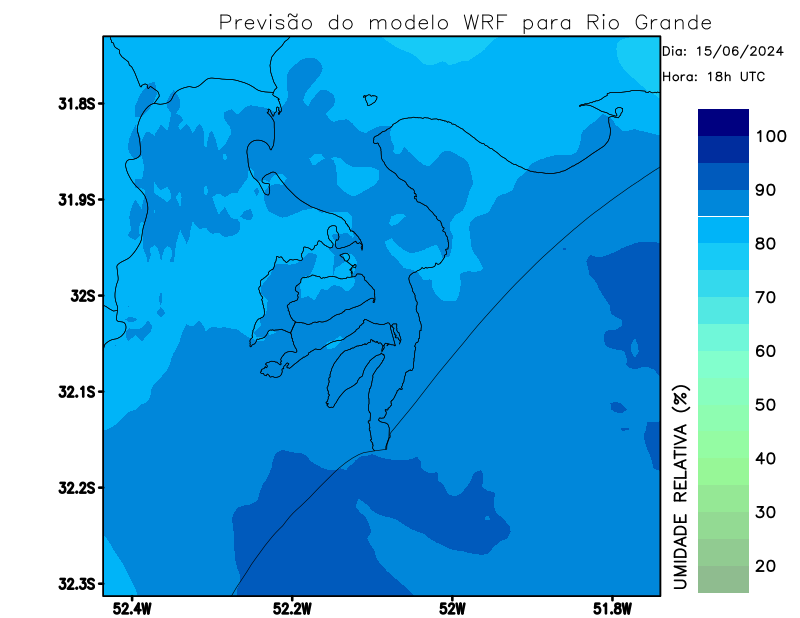 Previsão do modelo WRF para Rio Grande
Dia: 15/06/2024
Hora: 18h UTC
31.8S
31.9S
32S
32.1S
32.2S
32.3S
52.4W
52.2W
52W
51.8W
UMIDADE RELATIVA (%)
100
90
80
70
60
50
40
30
20